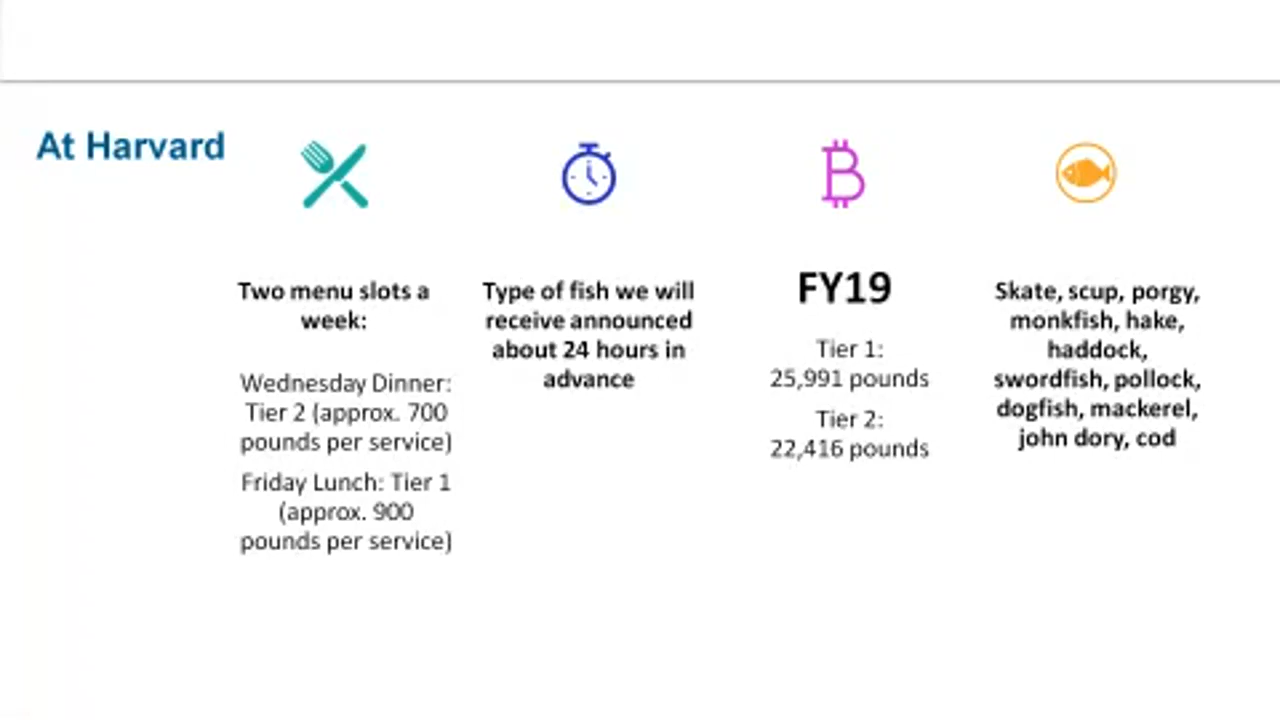 At Harvard
Two menu slots a
week:
Wednesday Dinner:
Tier 2 (approx. 700
pounds per service)
Friday Lunch: Tier 1
(approx. 900
pounds per service)
Type of fish we will
receive announced
about 24 hours in
advance
FY19
Tier 1:
25,991 pounds
Tier 2:
22,416 pounds
Skate, scup, porgy,
monkfish, hake,
haddock,
swordfish, pollock,
dogfish, mackerel,
john dory, cod